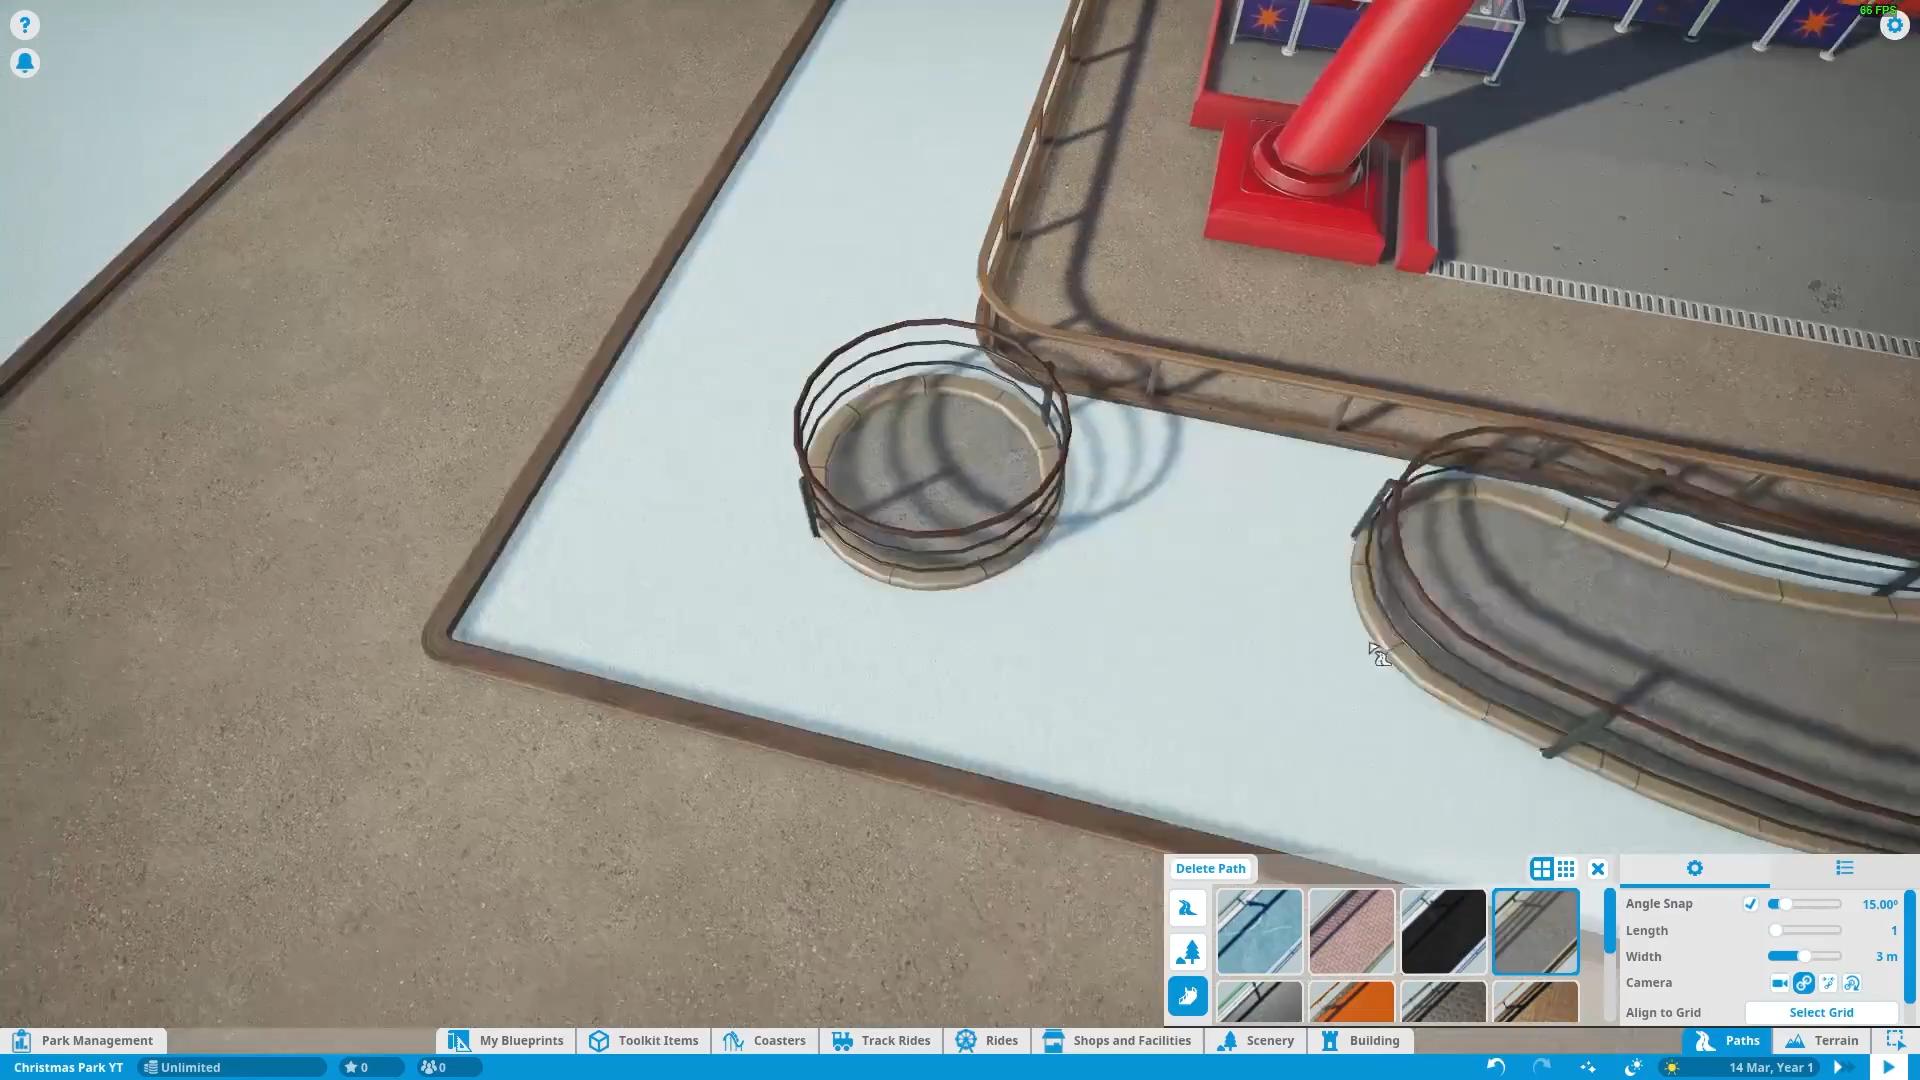 66 FPS
Delete Path
Angle Snap 15.00°
Length 1
Width 3 m
Camera
Align to Grid Select Grid
Park Management My Blueprints Toolkit Items Coasters Track Rides Rides Shops and Facilities Scenery Building Paths Terrain
Christmas Park YT Unlimited 0 0 14 Mar, Year 1